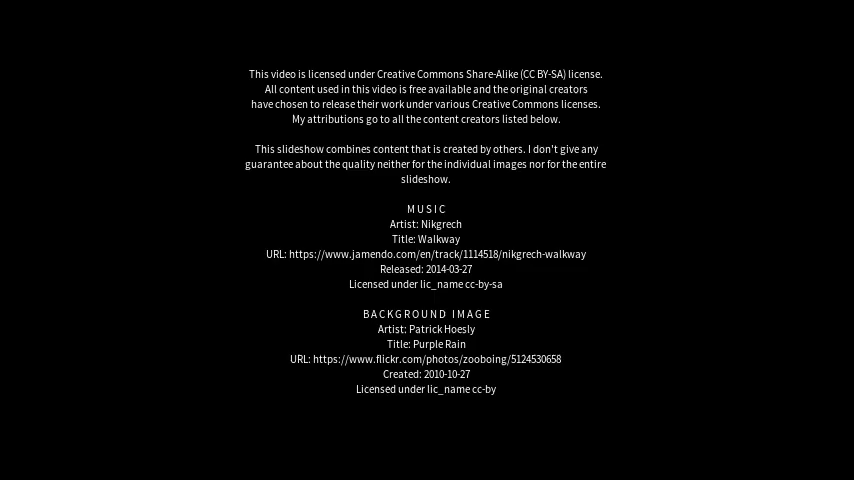 This video is licensed under Creative Commons Share-Alike (CC BY-SA) license.
All content used in this video is free available and the original creators
have chosen to release their work under various Creative Commons licenses.
My attributions go to all the content creators listed below.
This slideshow combines content that is created by others. I don't give any
guarantee about the quality neither for the individual images nor for the entire
slideshow.
MUSIC
Artist: Nikgrech
Title: Walkway
URL: https://www.jamendo.com/en/track/1114518/nikgrech-walkway
Released: 2014-03-27
Licensed under lic_name cc-by-sa
BACKGROUND IMAGE
Artist: Patrick Hoesly
Title: Purple Rain
URL: https://www.flickr.com/photos/zooboing/5124530658
Created: 2010-10-27
Licensed under lic_name cc-by